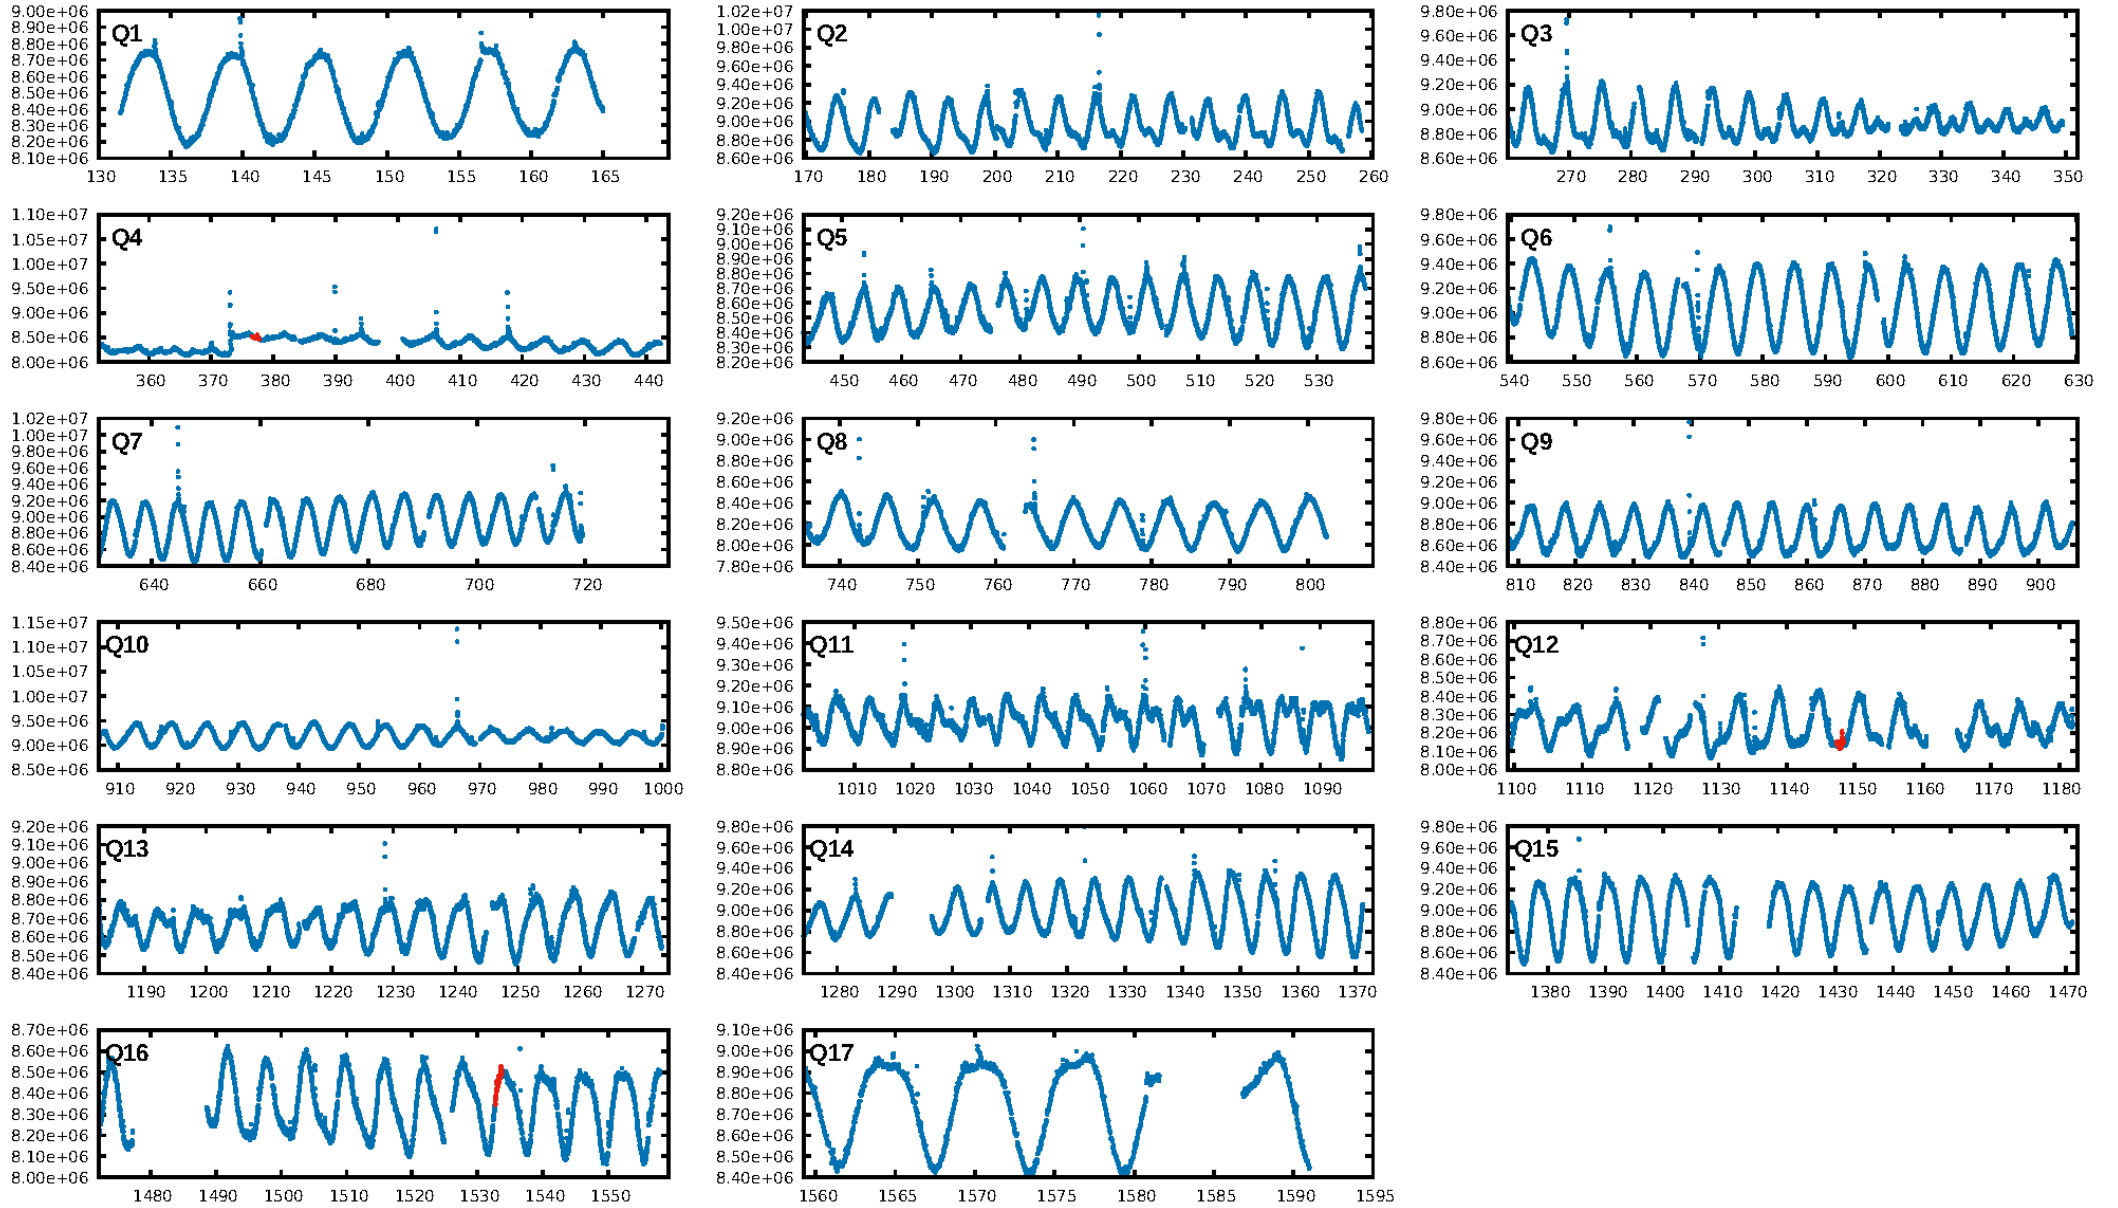 Q1
9.00e+06
8.90e+06
8.80e+06
8.70e+06
8.60e+06
8.50e+06
8.40e+06
8.30e+06
8.20e+06
8.10e+06
130 135 140 145 150 155 160 165
Q2
1.02e+07
1.00e+07
9.80e+06
9.60e+06
9.40e+06
9.20e+06
9.00e+06
8.80e+06
8.60e+06
170 180 190 200 210 220 230 240 250 260
Q3
9.80e+06
9.60e+06
9.40e+06
9.20e+06
9.00e+06
8.80e+06
8.60e+06
270 280 290 300 310 320 330 340 350
Q4
1.10e+07
1.05e+07
1.00e+07
9.50e+06
9.00e+06
8.50e+06
8.00e+06
360 370 380 390 400 410 420 430 440
Q5
9.20e+06
9.10e+06
9.00e+06
8.90e+06
8.80e+06
8.70e+06
8.60e+06
8.50e+06
8.40e+06
8.30e+06
8.20e+06
450 460 470 480 490 500 510 520 530
Q6
9.80e+06
9.60e+06
9.40e+06
9.20e+06
9.00e+06
8.80e+06
8.60e+06
540 550 560 570 580 590 600 610 620 630
Q7
1.02e+07
1.00e+07
9.80e+06
9.60e+06
9.40e+06
9.20e+06
9.00e+06
8.80e+06
8.60e+06
8.40e+06
640 660 680 700 720
Q8
9.20e+06
9.00e+06
8.80e+06
8.60e+06
8.40e+06
8.20e+06
8.00e+06
7.80e+06
740 750 760 770 780 790 800
Q9
9.80e+06
9.60e+06
9.40e+06
9.20e+06
9.00e+06
8.80e+06
8.60e+06
8.40e+06
810 820 830 840 850 860 870 880 890 900
Q10
1.15e+07
1.10e+07
1.05e+07
1.00e+07
9.50e+06
9.00e+06
8.50e+06
910 920 930 940 950 960 970 980 990 1000
Q11
9.50e+06
9.40e+06
9.30e+06
9.20e+06
9.10e+06
9.00e+06
8.90e+06
8.80e+06
1010 1020 1030 1040 1050 1060 1070 1080 1090
Q12
8.80e+06
8.70e+06
8.60e+06
8.50e+06
8.40e+06
8.30e+06
8.20e+06
8.10e+06
8.00e+06
1100 1110 1120 1130 1140 1150 1160 1170 1180
Q13
9.20e+06
9.10e+06
9.00e+06
8.90e+06
8.80e+06
8.70e+06
8.60e+06
8.50e+06
8.40e+06
1190 1200 1210 1220 1230 1240 1250 1260 1270
Q14
9.80e+06
9.60e+06
9.40e+06
9.20e+06
9.00e+06
8.80e+06
8.60e+06
8.40e+06
1280 1290 1300 1310 1320 1330 1340 1350 1360 1370
Q15
9.80e+06
9.60e+06
9.40e+06
9.20e+06
9.00e+06
8.80e+06
8.60e+06
8.40e+06
1380 1390 1400 1410 1420 1430 1440 1450 1460 1470
Q16
8.70e+06
8.60e+06
8.50e+06
8.40e+06
8.30e+06
8.20e+06
8.10e+06
8.00e+06
1480 1490 1500 1510 1520 1530 1540 1550
Q17
9.10e+06
9.00e+06
8.90e+06
8.80e+06
8.70e+06
8.60e+06
8.50e+06
8.40e+06
1560 1565 1570 1575 1580 1585 1590 1595